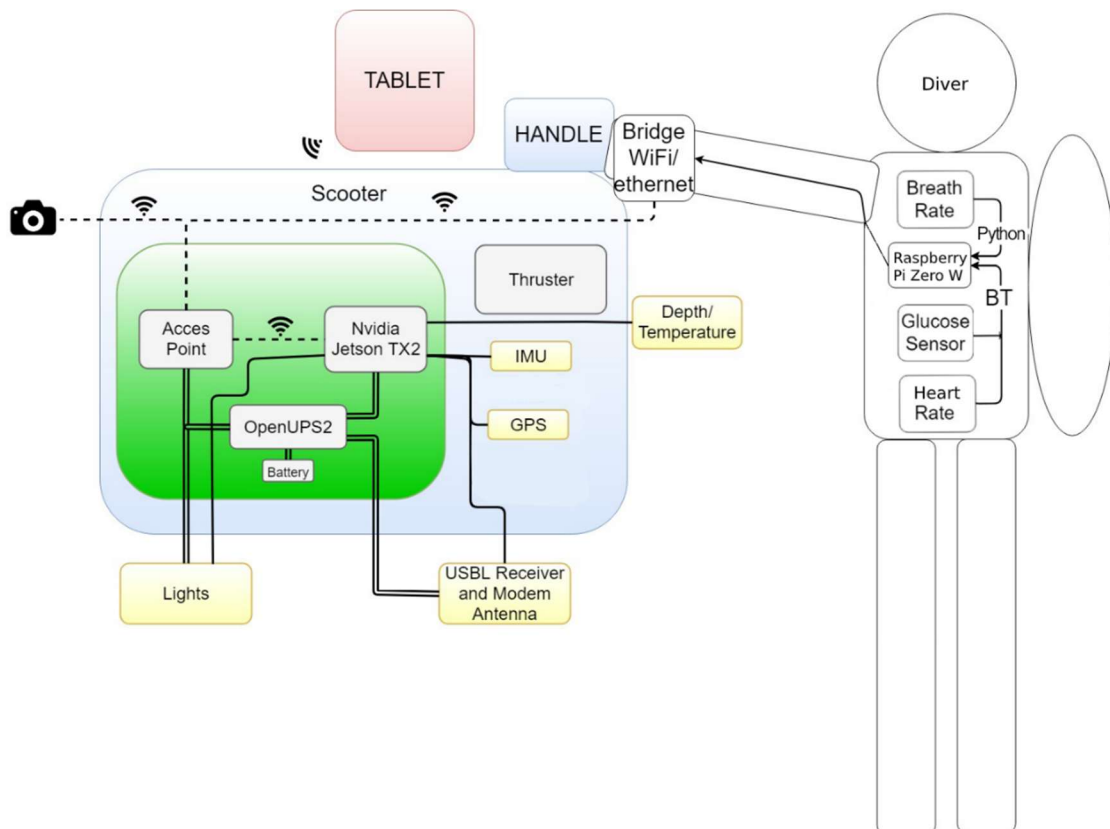 TABLET
HANDLE
Bridge
WiFi/
ethernet
Diver
Scooter
Breath
Rate
Python
Raspberry
Pi Zero W
BT
Glucose
Sensor
Heart
Rate
Thruster
Depth/
Temperature
Acces
Point
Nvidia
Jetson TX2
IMU
GPS
OpenUPS2
Battery
Lights
USBL Receiver
and Modem
Antenna